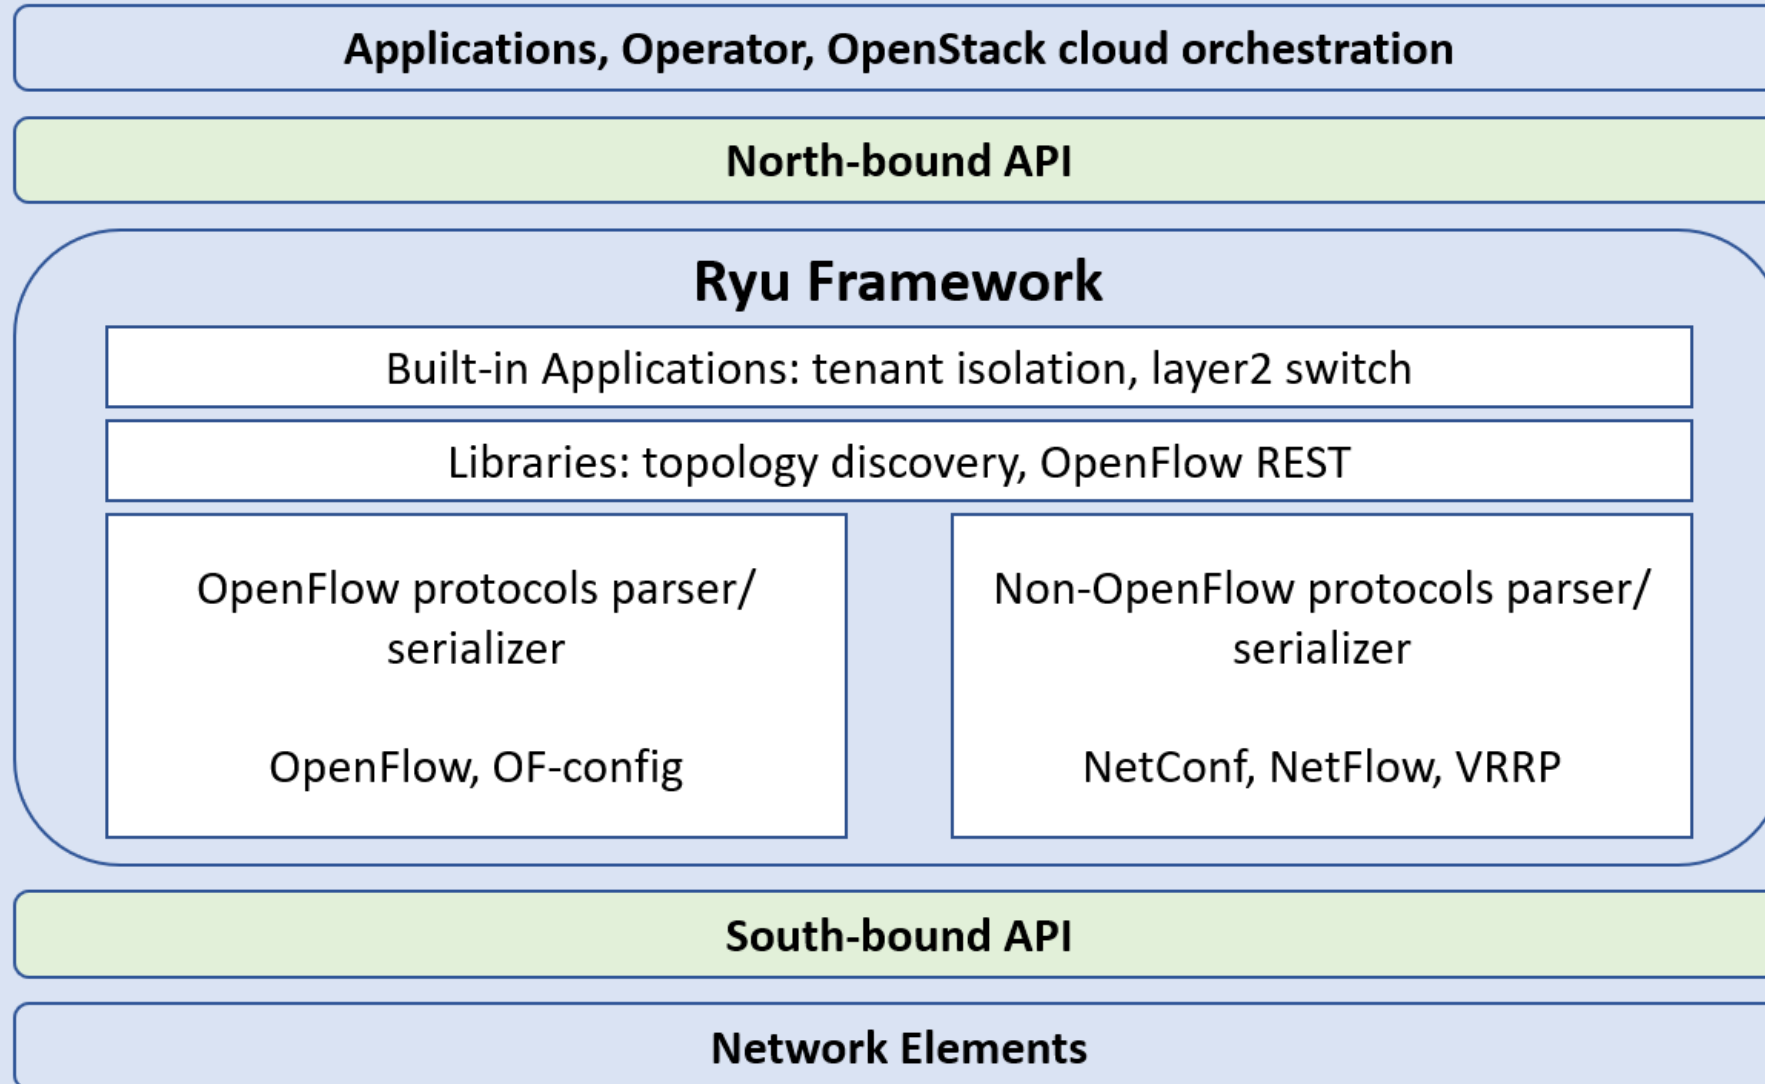 Applications, Operator, OpenStack cloud orchestration
North-bound API
Ryu Framework
Built-in Applications: tenant isolation, layer2 switch
Libraries: topology discovery, OpenFlow REST
OpenFlow protocols parser/
serializer
OpenFlow, OF-config
Non-OpenFlow protocols parser/
serializer
NetConf, NetFlow, VRRP
South-bound API
Network Elements